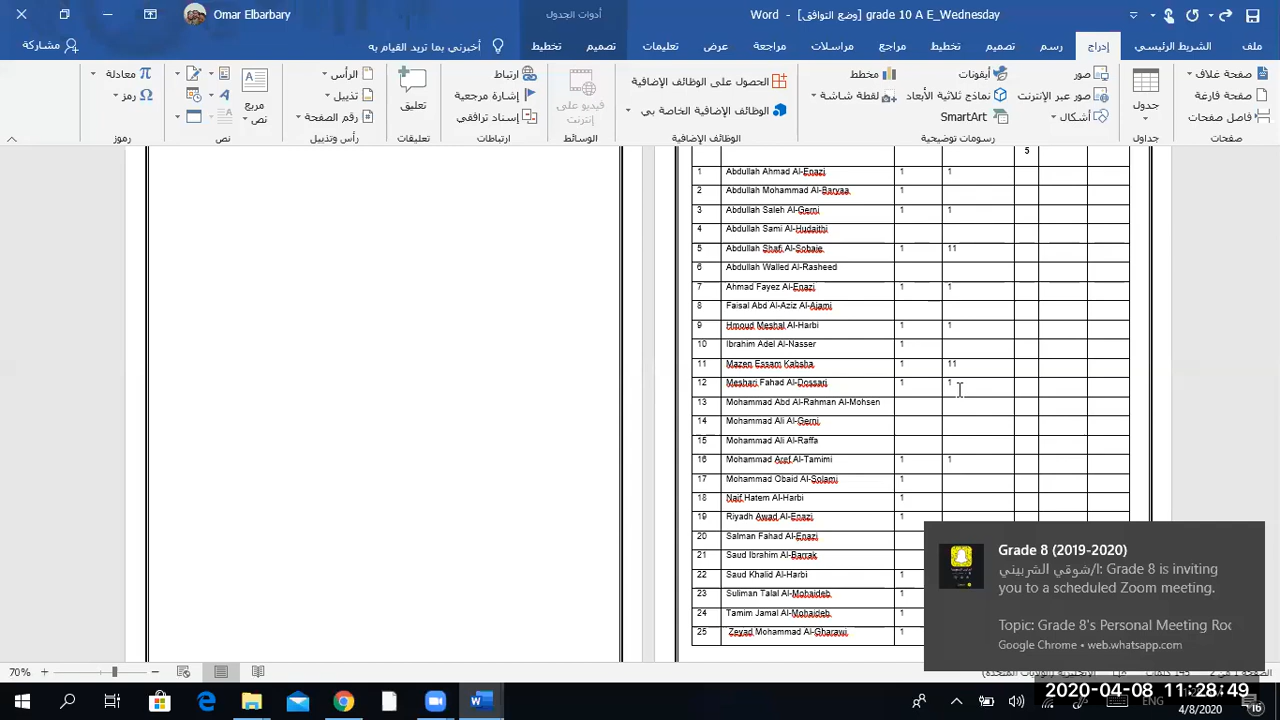 Omar Elbarbary
أدوات الجدول
grade 10 A E_Wednesday [وضع التوافق] - Word
ملف
الشريط الرئيسي
إدراج
رسم
تصميم
تخطيط
مراجع
مراسلات
مراجعة
عرض
تعليمات
تصميم
تخطيط
أخبرني بما تريد القيام به
مشاركة
صفحة غلاف
صفحة فارغة
فاصل صفحات
صفحات
جدول
جداول
صور
صور عبر الإنترنت
أشكال
أيقونات
نماذج ثلاثية الأبعاد
SmartArt
مخطط
لقطة شاشة
رسومات توضيحية
الحصول على الوظائف الإضافية
الوظائف الإضافية الخاصة بي
الوظائف الإضافية
فيديو على إنترنت
الوسائط
ارتباط
إشارة مرجعية
إسناد ترافقي
ارتباطات
تعليق
تعليقات
الرأس
تذييل
رقم الصفحة
رأس وتذييل
مربع نص
نص
معادلة
رمز
رموز
5
1 Abdullah Ahmad Al-Enazi 1 1
2 Abdullah Mohammad Al-Baryaa 1
3 Abdullah Saleh Al-Gerni 1 1
4 Abdullah Sami Al-Hudaithi
5 Abdullah Shafi Al-Sobaie 1 11
6 Abdullah Walled Al-Rasheed
7 Ahmad Fayez Al-Enazi 1 1
8 Faisal Abd Al-Aziz Al-Ajami
9 Hmoud Meshal Al-Harbi 1 1
10 Ibrahim Adel Al-Nasser 1
11 Mazen Essam Kabsha 1 11
12 Meshari Fahad Al-Dossari 1 1
13 Mohammad Abd Al-Rahman Al-Mohsen
14 Mohammad Ali Al-Gerni
15 Mohammad Ali Al-Raffa
16 Mohammad Aref Al-Tamimi 1 1
17 Mohammad Obaid Al-Solami 1
18 Naif Hatem Al-Harbi 1
19 Riyadh Awad Al-Enazi 1
20 Salman Fahad Al-Enazi
21 Saud Ibrahim Al-Barrak
22 Saud Khalid Al-Harbi 1
23 Suliman Talal Al-Mohaideb 1
24 Tamim Jamal Al-Mohaideb 1
25 Zeyad Mohammad Al-Gharawi 1
Grade 8 (2019-2020)
ا/شوقي الشربيني: Grade 8 is inviting
you to a scheduled Zoom meeting.
Topic: Grade 8's Personal Meeting Roo
Google Chrome • web.whatsapp.com
70%
ENG
2020-04-08 11:28:49
4/8/2020
16